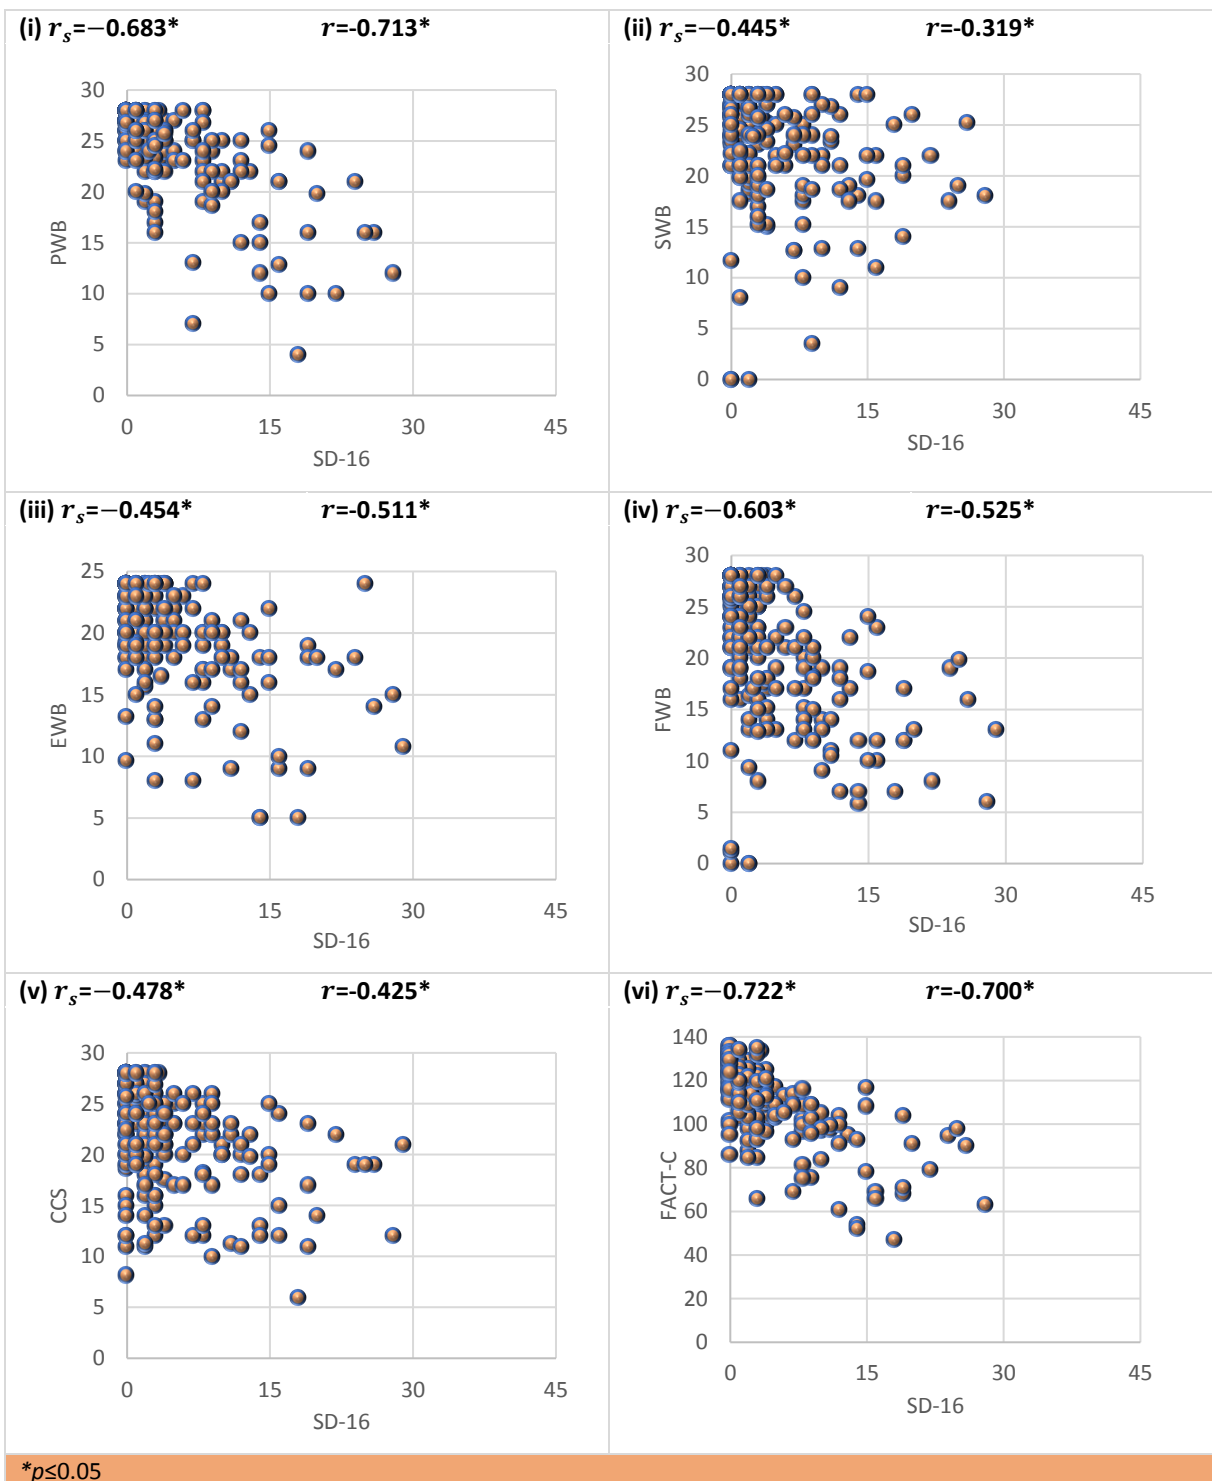 (i) rₛ=−0.683* r=-0.713*
30
25
20
15
10
5
0
PWB
0 15 30 45
SD-16
(ii) rₛ=−0.445* r=-0.319*
30
25
20
15
10
5
0
SWB
0 15 30 45
SD-16
(iii) rₛ=−0.454* r=-0.511*
25
20
15
10
5
0
EWB
0 15 30 45
SD-16
(iv) rₛ=−0.603* r=-0.525*
30
25
20
15
10
5
0
FWB
0 15 30 45
SD-16
(v) rₛ=−0.478* r=-0.425*
30
25
20
15
10
5
0
CCS
0 15 30 45
SD-16
(vi) rₛ=−0.722* r=-0.700*
140
120
100
80
60
40
20
0
FACT-C
0 15 30 45
SD-16
*p≤0.05